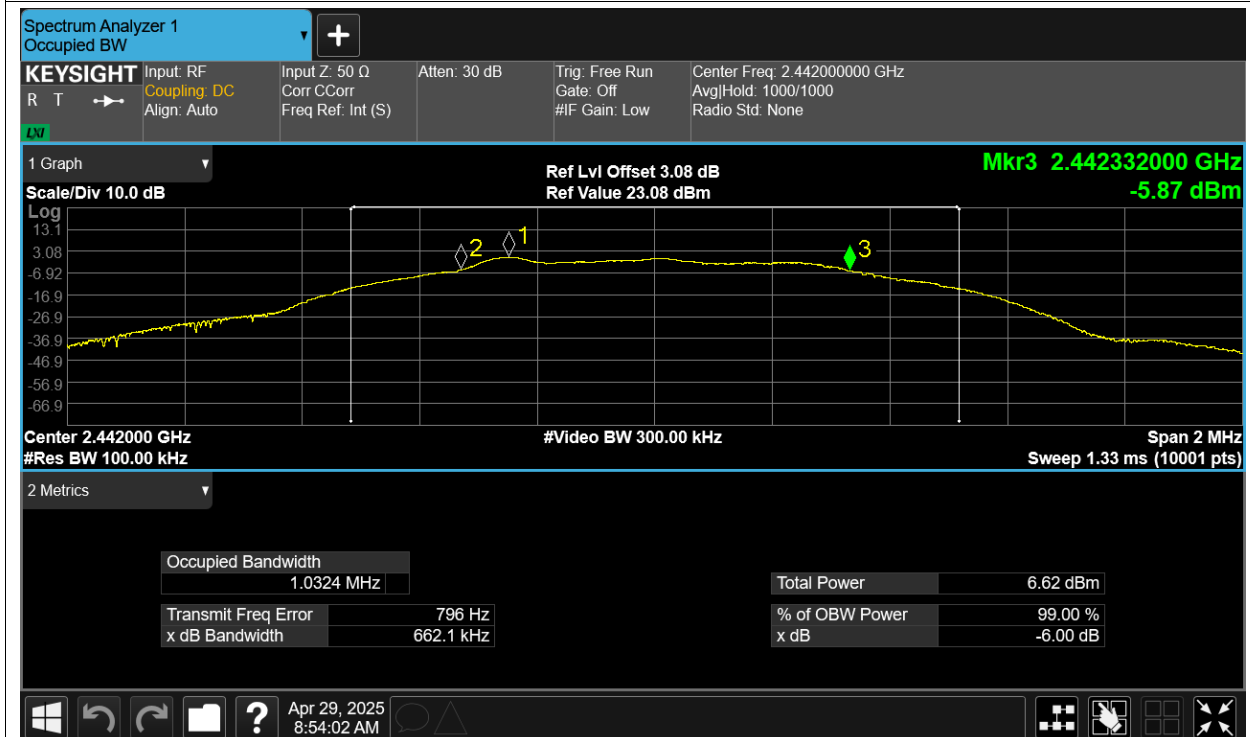 Spectrum Analyzer 1
Occupied BW
KEYSIGHT
R T
LXI
Input: RF
Coupling: DC
Align: Auto
Input Z: 50 Ω
Corr CCorr
Freq Ref: Int (S)
Atten: 30 dB
Trig: Free Run
Gate: Off
#IF Gain: Low
Center Freq: 2.442000000 GHz
Avg|Hold: 1000/1000
Radio Std: None
1 Graph
Scale/Div 10.0 dB
Ref Lvl Offset 3.08 dB
Ref Value 23.08 dBm
Mkr3 2.442332000 GHz
-5.87 dBm
Log
13.1
3.08
-6.92
-16.9
-26.9
-36.9
-46.9
-56.9
-66.9
2
1
3
Center 2.442000 GHz
#Res BW 100.00 kHz
#Video BW 300.00 kHz
Span 2 MHz
Sweep 1.33 ms (10001 pts)
2 Metrics
Occupied Bandwidth
1.0324 MHz
Transmit Freq Error 796 Hz
x dB Bandwidth 662.1 kHz
Total Power 6.62 dBm
% of OBW Power 99.00 %
x dB -6.00 dB
?
Apr 29, 2025
8:54:02 AM